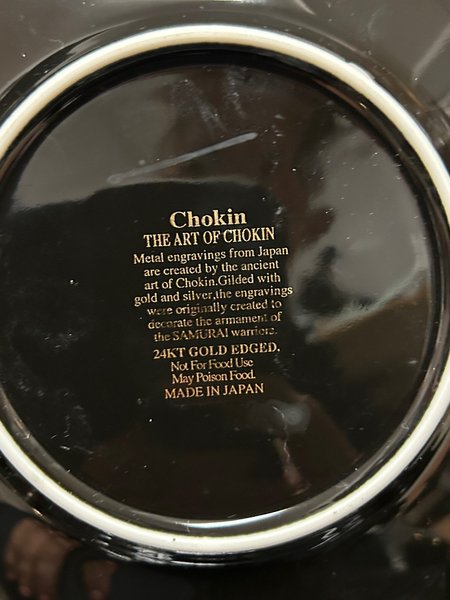 Chokin
THE ART OF CHOKIN
Metal engravings from Japan
are created by the ancient
art of Chokin.Gilded with
gold and silver,the engravings
were originally created to
decorate the armament of
the SAMURAI warriers.
24KT GOLD EDGED.
Not For Food Use
May Poison Food.
MADE IN JAPAN